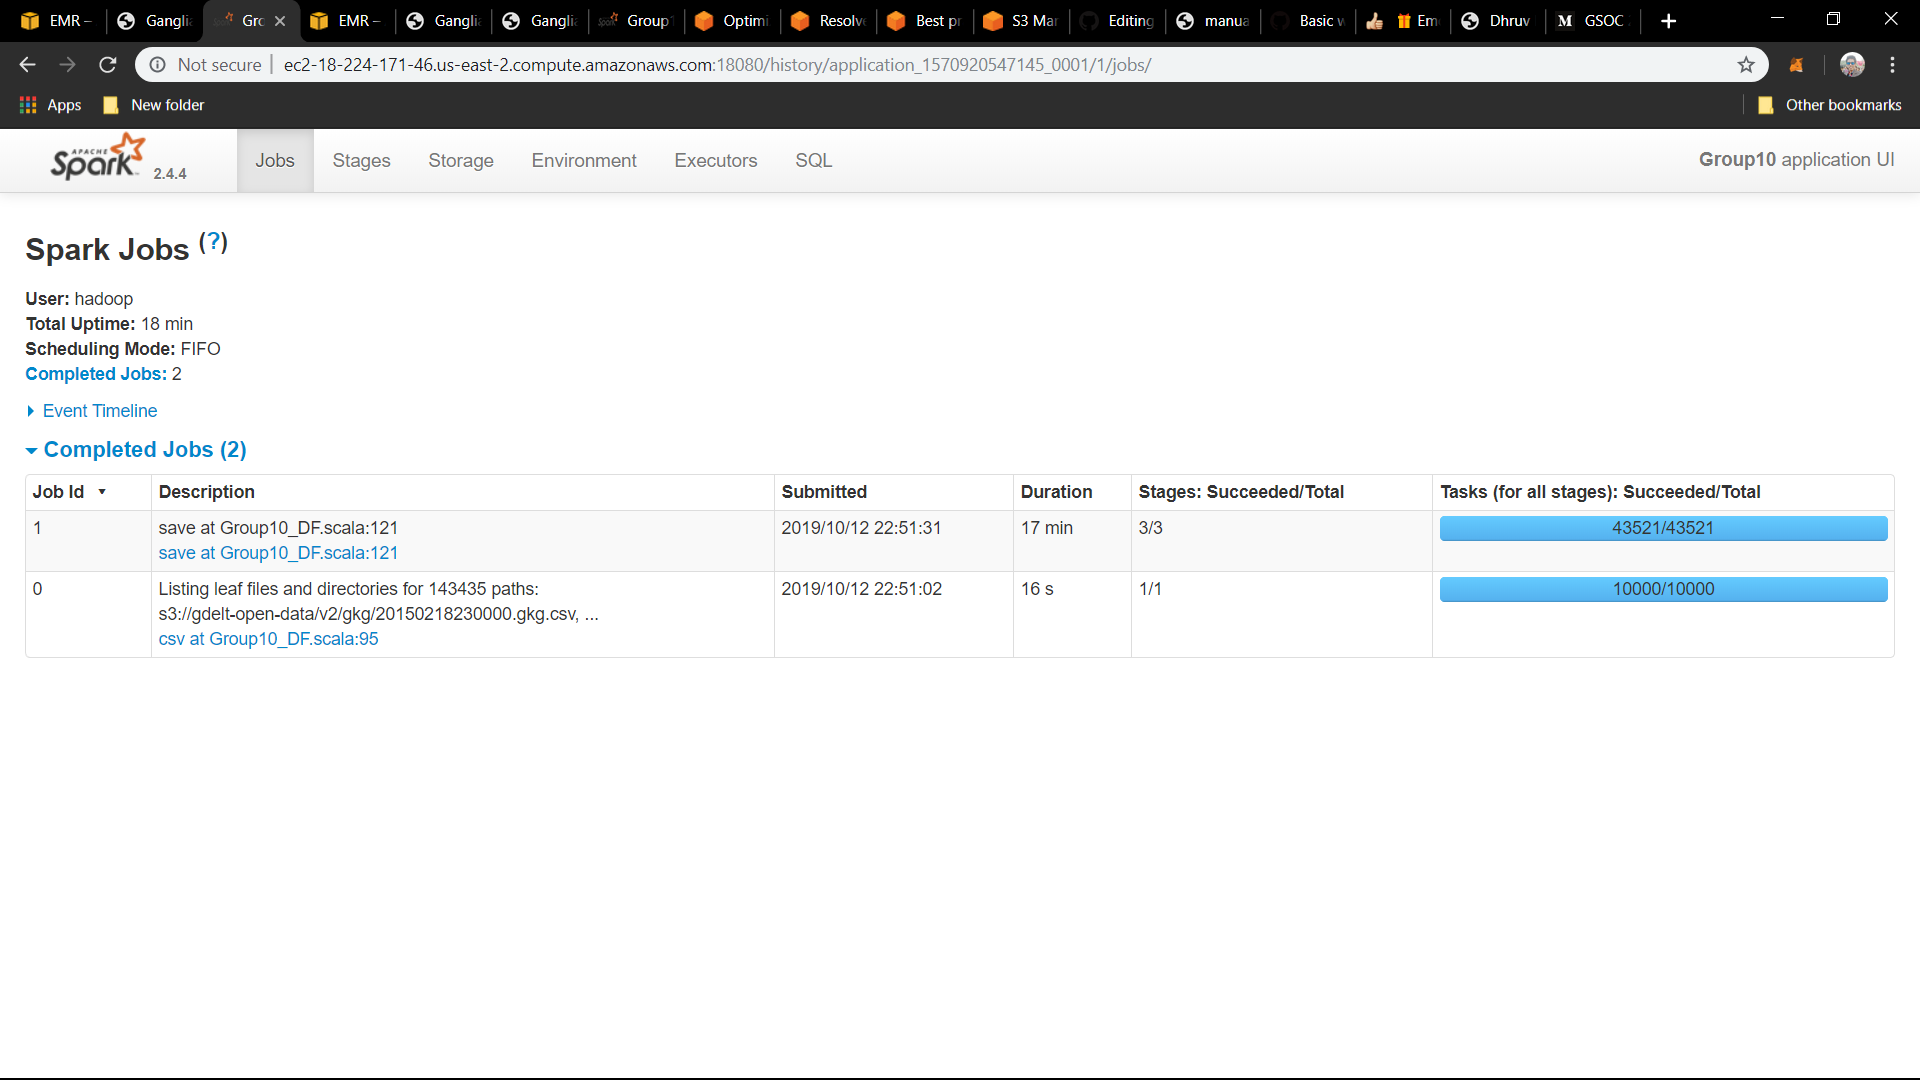 EMR – Ganglia Gro EMR – Ganglia Ganglia Group1 Optimi Resolve Best pr S3 Mar Editing manua Basic w Em Dhruv M GSOC
Not secure | ec2-18-224-171-46.us-east-2.compute.amazonaws.com:18080/history/application_1570920547145_0001/1/jobs/
Apps New folder Other bookmarks
APACHE Spark 2.4.4 Jobs Stages Storage Environment Executors SQL Group10 application UI
Spark Jobs (?)
User: hadoop
Total Uptime: 18 min
Scheduling Mode: FIFO
Completed Jobs: 2
Event Timeline
Completed Jobs (2)
Job Id ▾ Description Submitted Duration Stages: Succeeded/Total Tasks (for all stages): Succeeded/Total
1 save at Group10_DF.scala:121 2019/10/12 22:51:31 17 min 3/3 43521/43521
save at Group10_DF.scala:121
0 Listing leaf files and directories for 143435 paths: 2019/10/12 22:51:02 16 s 1/1 10000/10000
s3://gdelt-open-data/v2/gkg/20150218230000.gkg.csv, ...
csv at Group10_DF.scala:95